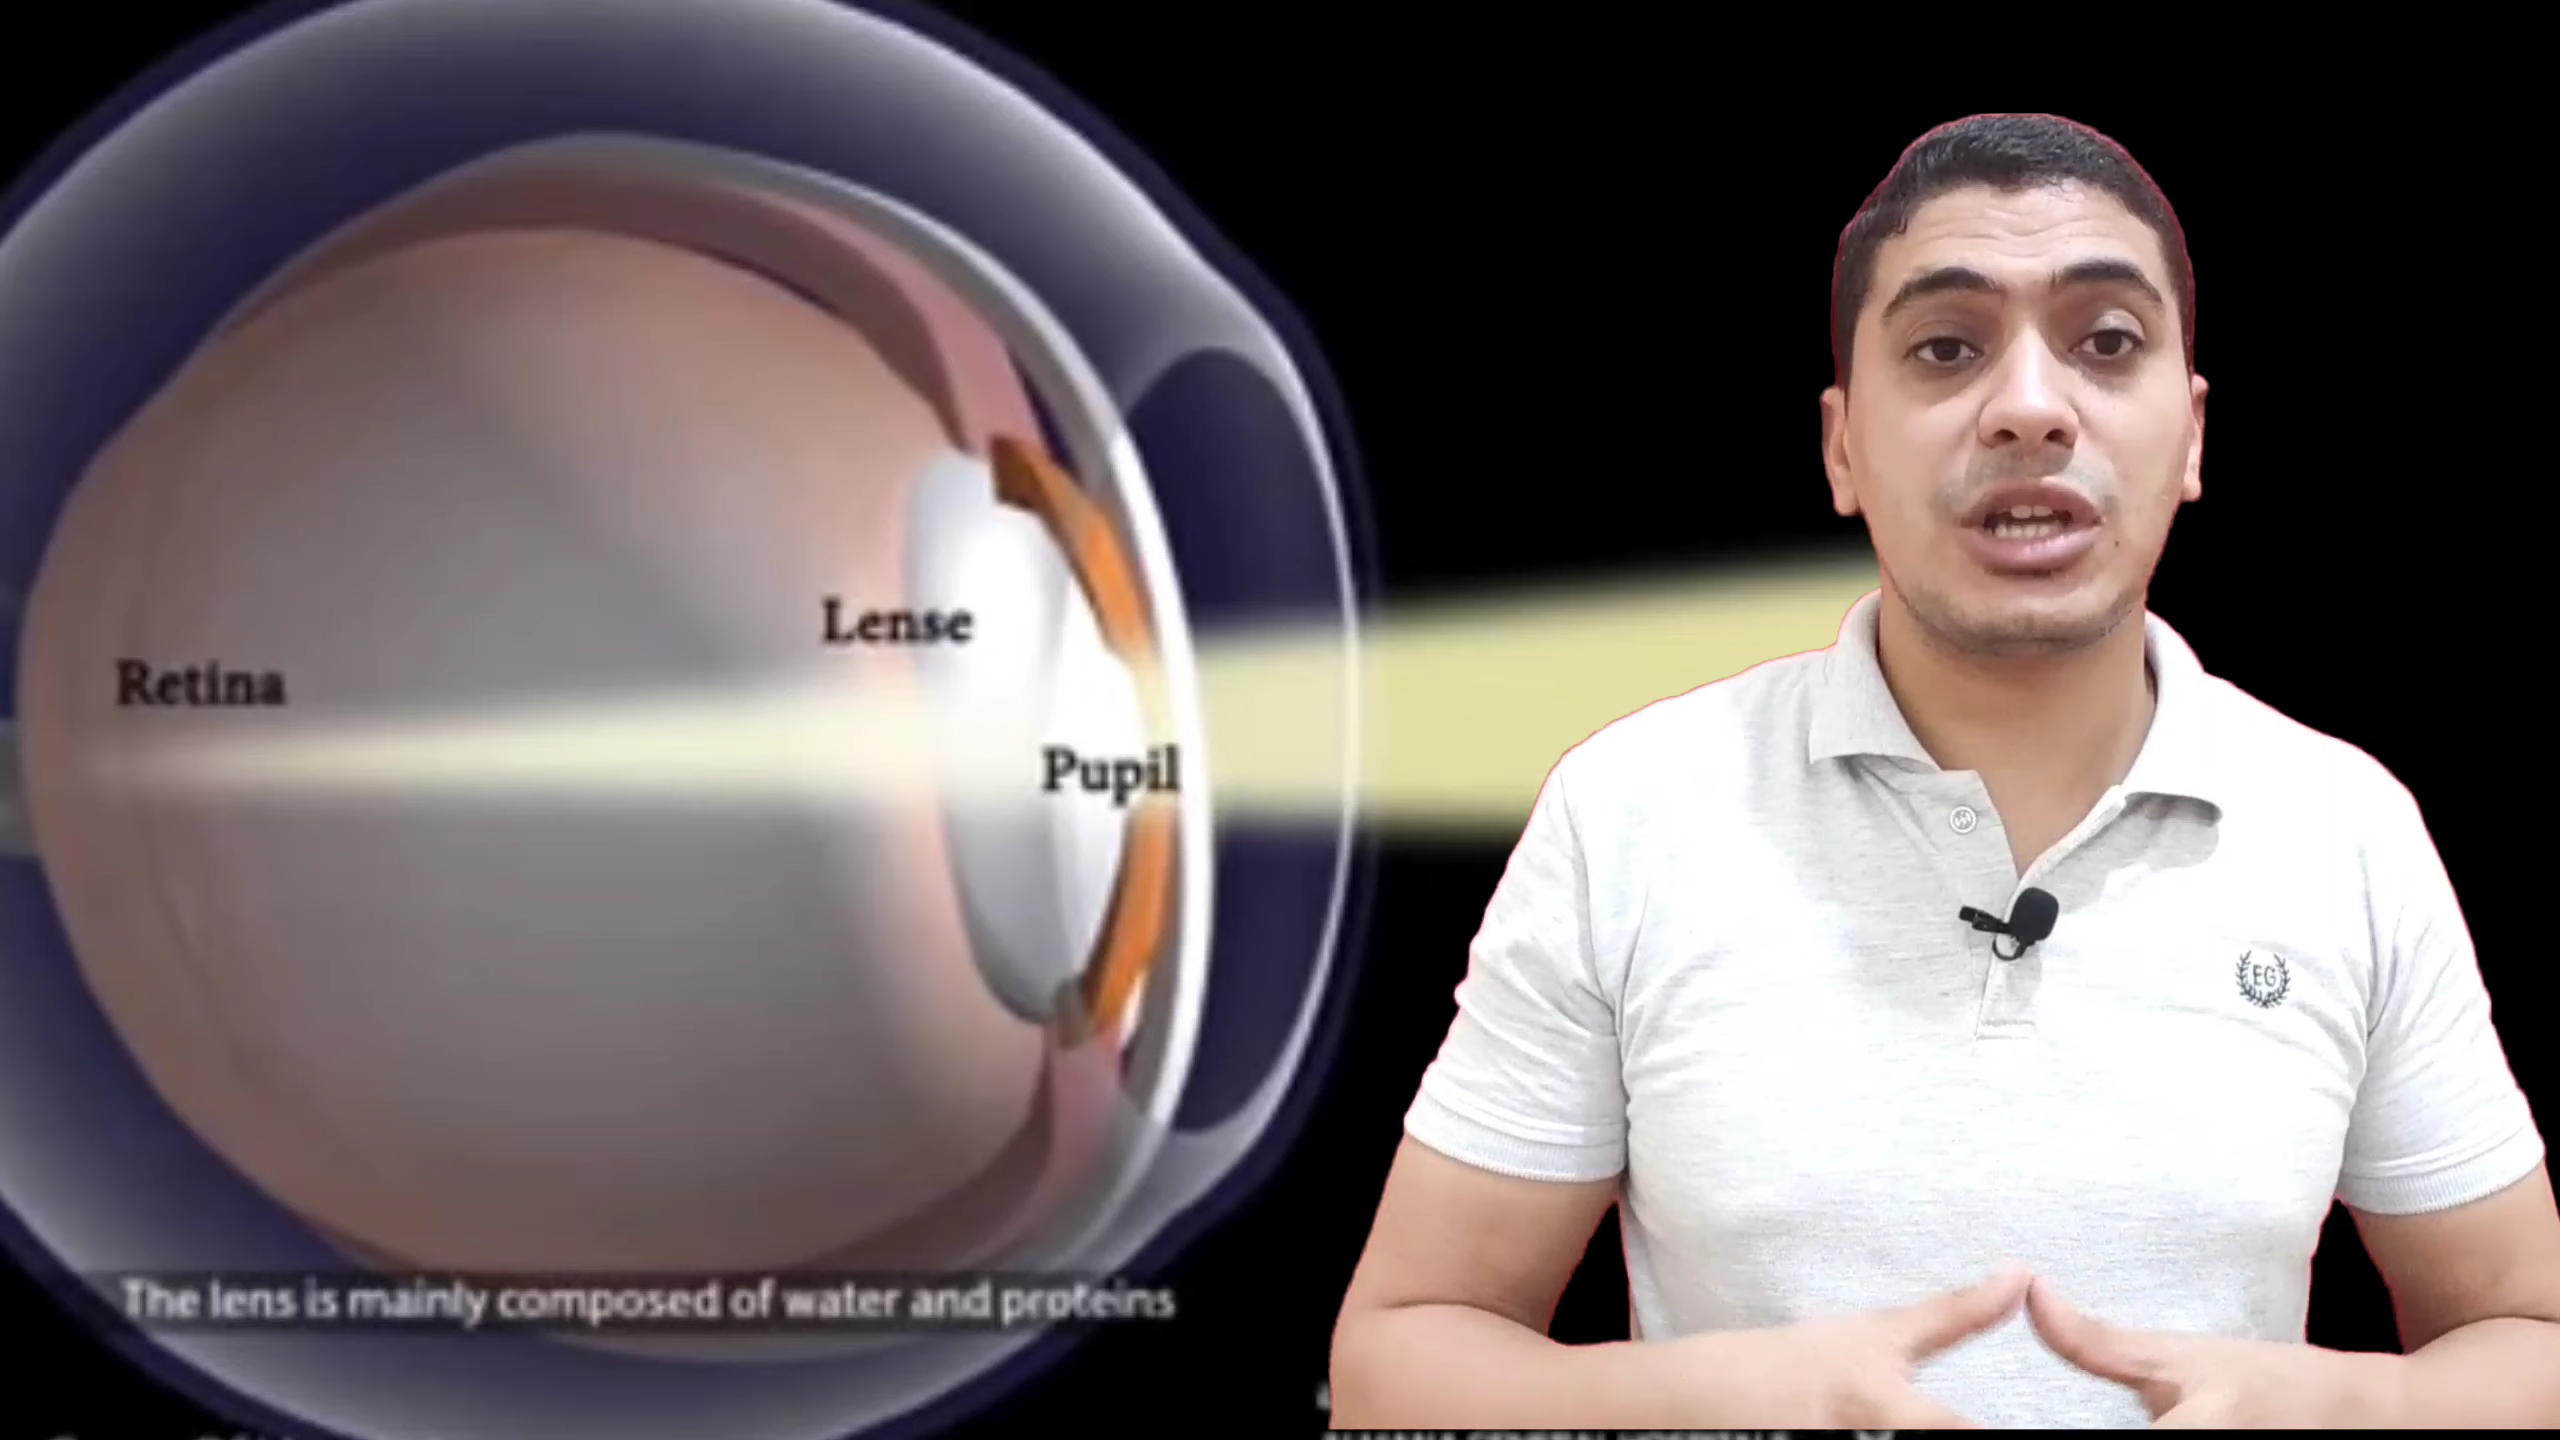 Lense
Retina
Pupil
EG
The lens is mainly composed of water and proteins